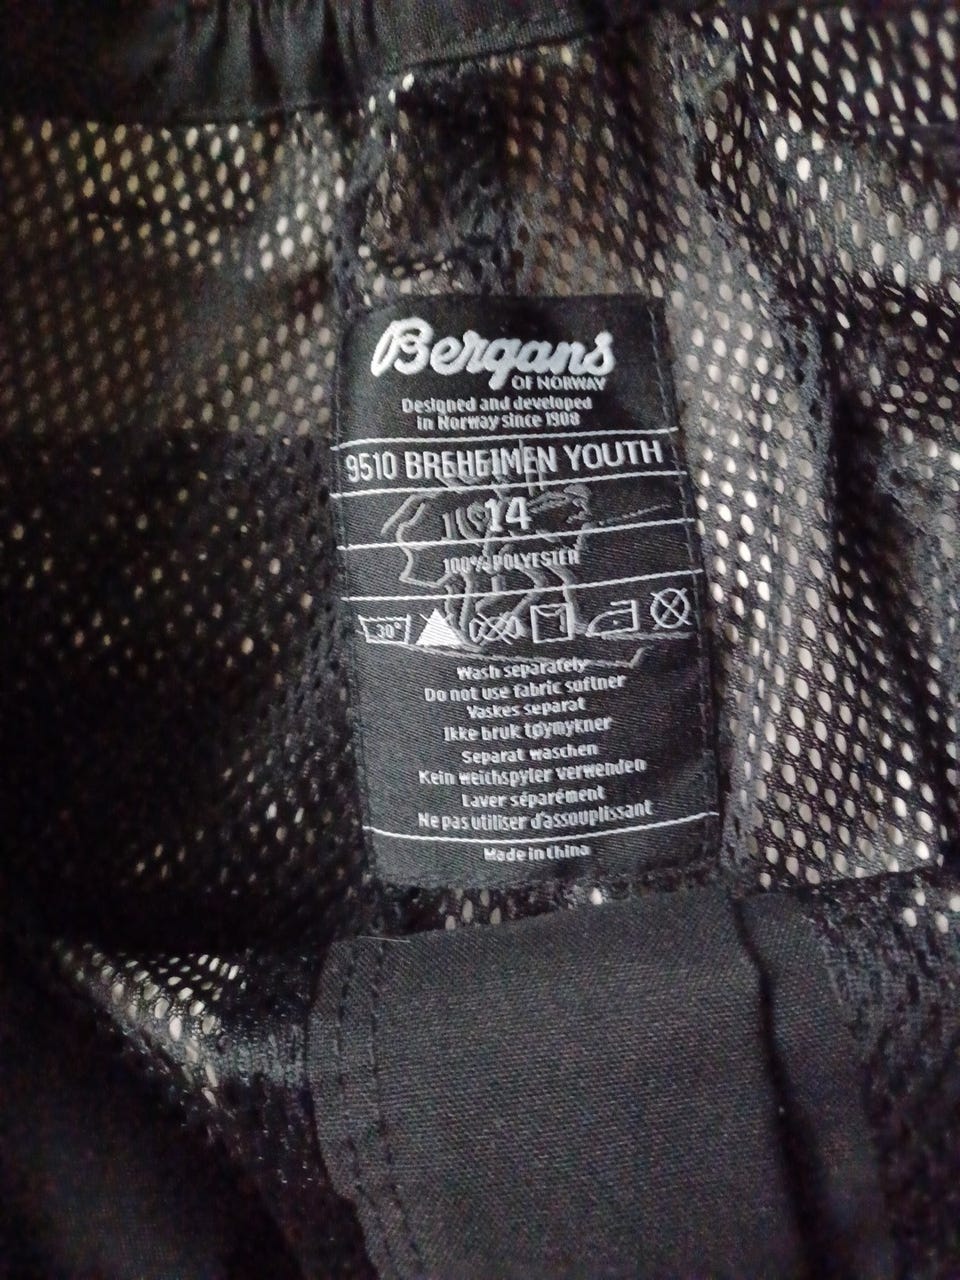 Bergans
OF NORWAY
Designed and developed
in Norway since 1908
9510 BREHEIMEN YOUTH
14
100% POLYESTER
30°
Wash separately
Do not use fabric softner
Vaskes separat
Ikke bruk tøymykner
Separat waschen
Kein weichspyler verwenden
Laver séparément
Ne pas utiliser d'assouplissant
Made in China